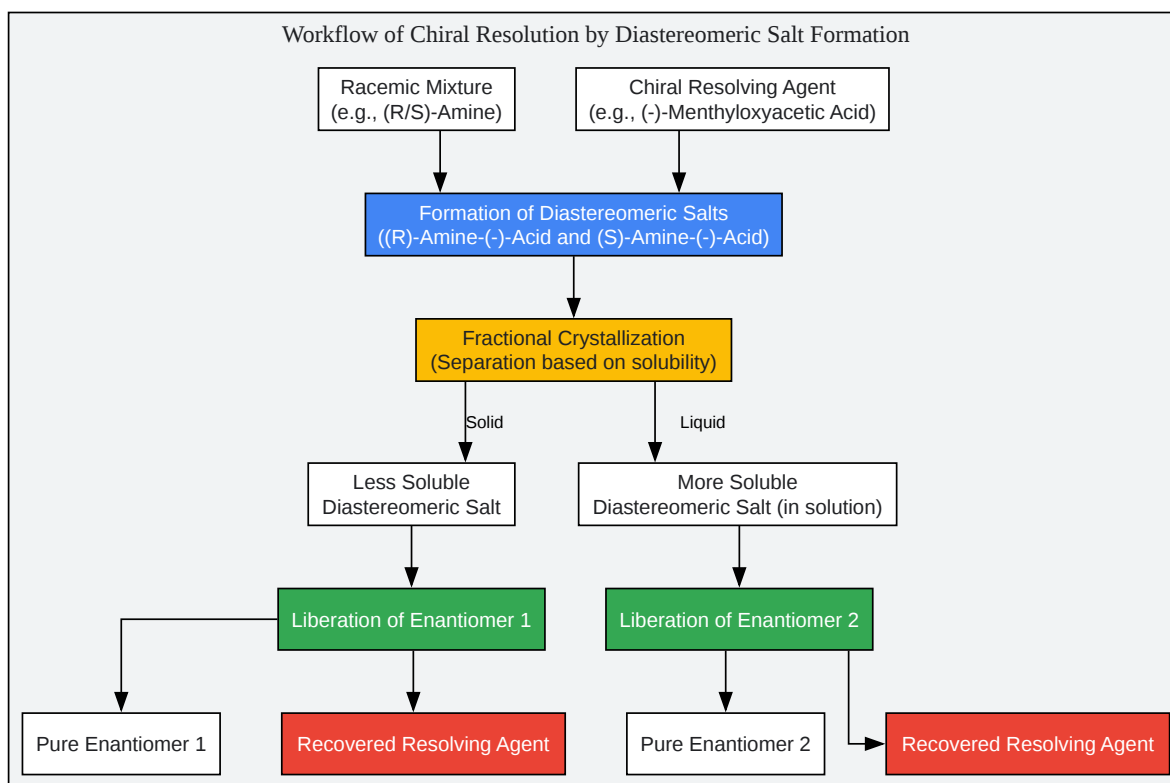 Workflow of Chiral Resolution by Diastereomeric Salt Formation
Racemic Mixture
(e.g., (R/S)-Amine)
Chiral Resolving Agent
(e.g., (-)-Menthyloxyacetic Acid)
Formation of Diastereomeric Salts
((R)-Amine-(-)-Acid and (S)-Amine-(-)-Acid)
Fractional Crystallization
(Separation based on solubility)
Solid
Liquid
Less Soluble
Diastereomeric Salt
More Soluble
Diastereomeric Salt (in solution)
Liberation of Enantiomer 1
Liberation of Enantiomer 2
Pure Enantiomer 1
Recovered Resolving Agent
Pure Enantiomer 2
Recovered Resolving Agent